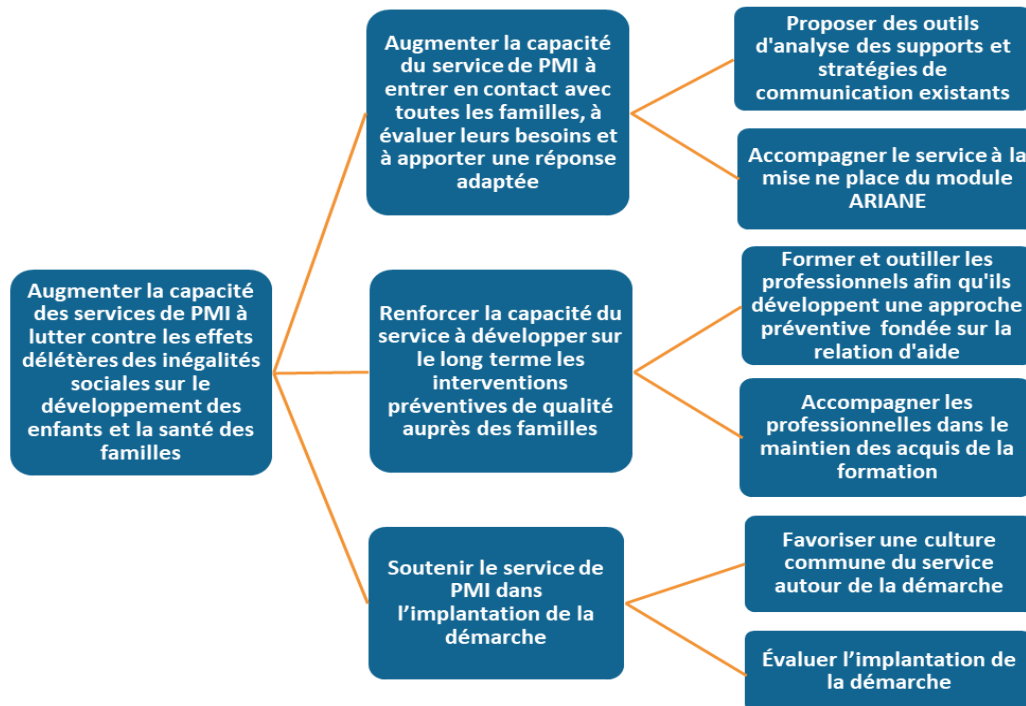 Augmenter la capacité
des services de PMI à
lutter contre les effets
délétères des inégalités
sociales sur le
développement des
enfants et la santé des
familles
Augmenter la capacité
du service de PMI à
entrer en contact avec
toutes les familles, à
évaluer leurs besoins et
à apporter une réponse
adaptée
Proposer des outils
d'analyse des supports et
stratégies de
communication existants
Accompagner le service à la
mise ne place du module
ARIANE
Renforcer la capacité du
service à développer sur
le long terme les
interventions
préventives de qualité
auprès des familles
Former et outiller les
professionnels afin qu'ils
développent une approche
préventive fondée sur la
relation d'aide
Accompagner les
professionnelles dans le
maintien des acquis de la
formation
Soutenir le service de
PMI dans
l’implantation de la
démarche
Favoriser une culture
commune du service
autour de la démarche
Évaluer l’implantation de
la démarche